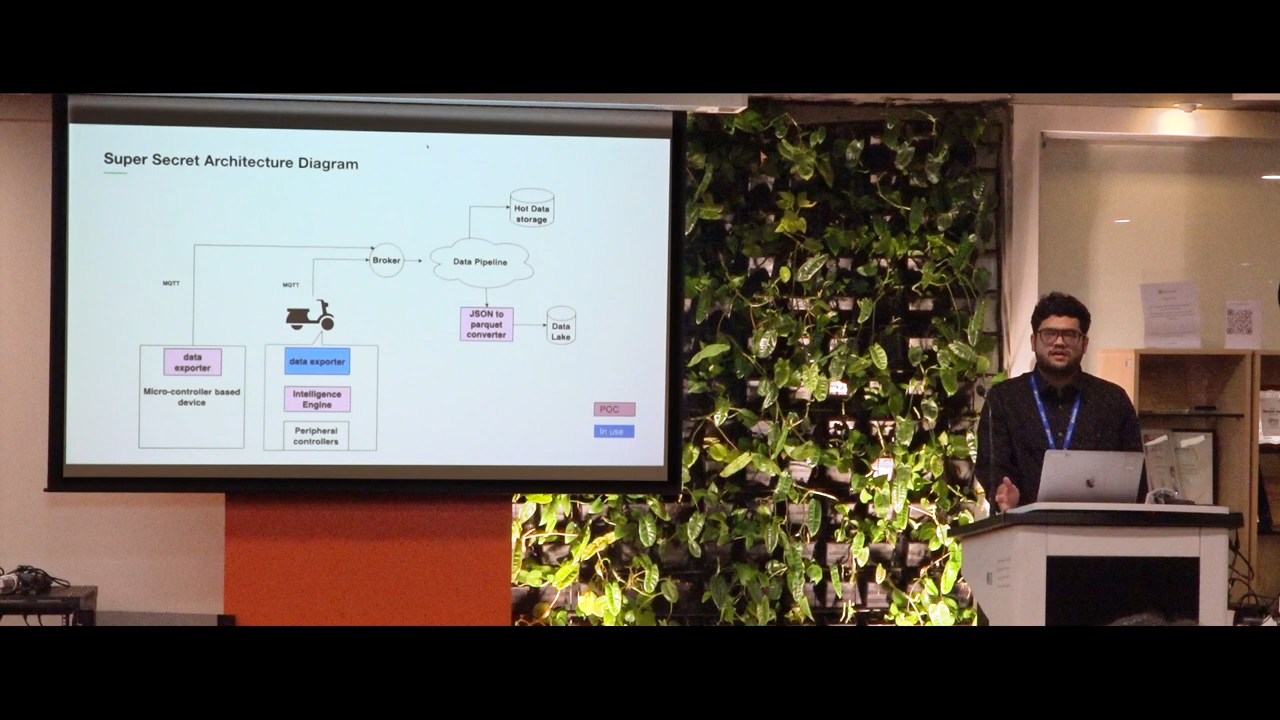 Super Secret Architecture Diagram
Hot Data
storage
Broker
Data Pipeline
MQTT
MQTT
JSON to
parquet
converter
Data
Lake
data
exporter
Micro-controller based
device
data exporter
Intelligence
Engine
Peripheral
controllers
POC
In use